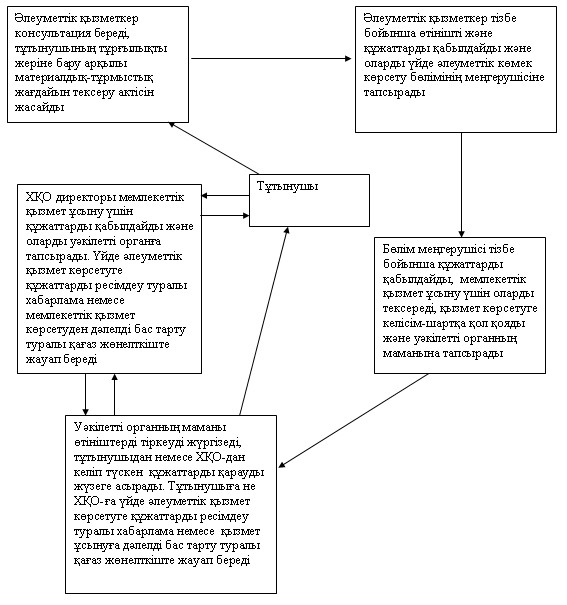 Әлеуметтік қызметкер
консультация береді,
тұтынушының тұрғылықты
жеріне бару арқылы
материалдық-тұрмыстық
жағдайын тексеру актісін
жасайды
Әлеуметтік қызметкер тізбе
бойынша өтінішті және
құжаттарды қабылдайды және
оларды үйде әлеуметтік көмек
көрсету бөлімінің меңгерушісіне
тапсырады
Тұтынушы
ХҚО директоры мемлекеттік
қызмет ұсыну үшін
құжаттарды қабылдайды және
оларды уәкілетті органға
тапсырады. Үйде әлеуметтік
қызмет көрсетуге
құжаттарды ресімдеу туралы
хабарлама немесе
мемлекеттік қызмет
көрсетуден дәлелді бас тарту
туралы қағаз жөнелткіште
жауап береді
Бөлім меңгерушісі тізбе
бойынша құжаттарды
қабылдайды, мемлекеттік
қызмет ұсыну үшін оларды
тексереді, қызмет көрсетуге
келісім-шартқа қол қояды
және уәкілетті органның
маманына тапсырады
Уәкілетті органның маманы
өтініштерді тіркеуді жүргізеді,
тұтынушыдан немесе ХҚО-дан
келіп түскен құжаттарды қарауды
жүзеге асырады. Тұтынушыға не
ХҚО-ға үйде әлеуметтік қызмет
көрсетуге құжаттарды ресімдеу
туралы хабарлама немесе қызмет
ұсынуға дәлелді бас тарту туралы
қағаз жөнелткіште жауап береді